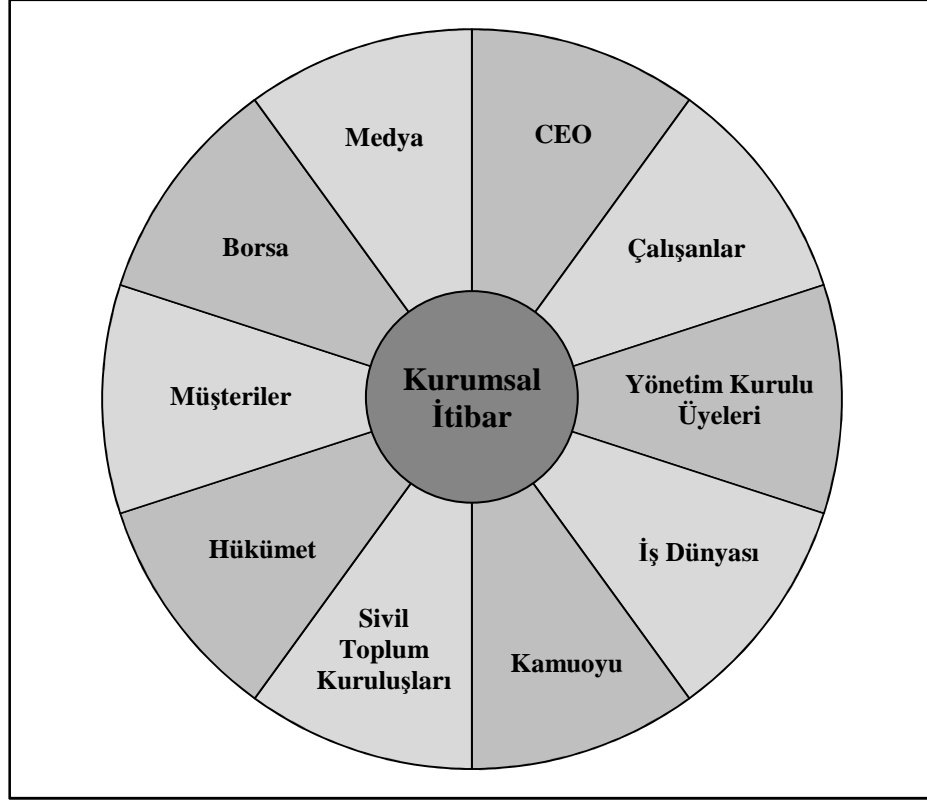 Medya
CEO
Borsa
Çalışanlar
Müşteriler
Kurumsal
İtibar
Yönetim Kurulu
Üyeleri
Hükümet
İş Dünyası
Sivil
Toplum
Kuruluşları
Kamuoyu